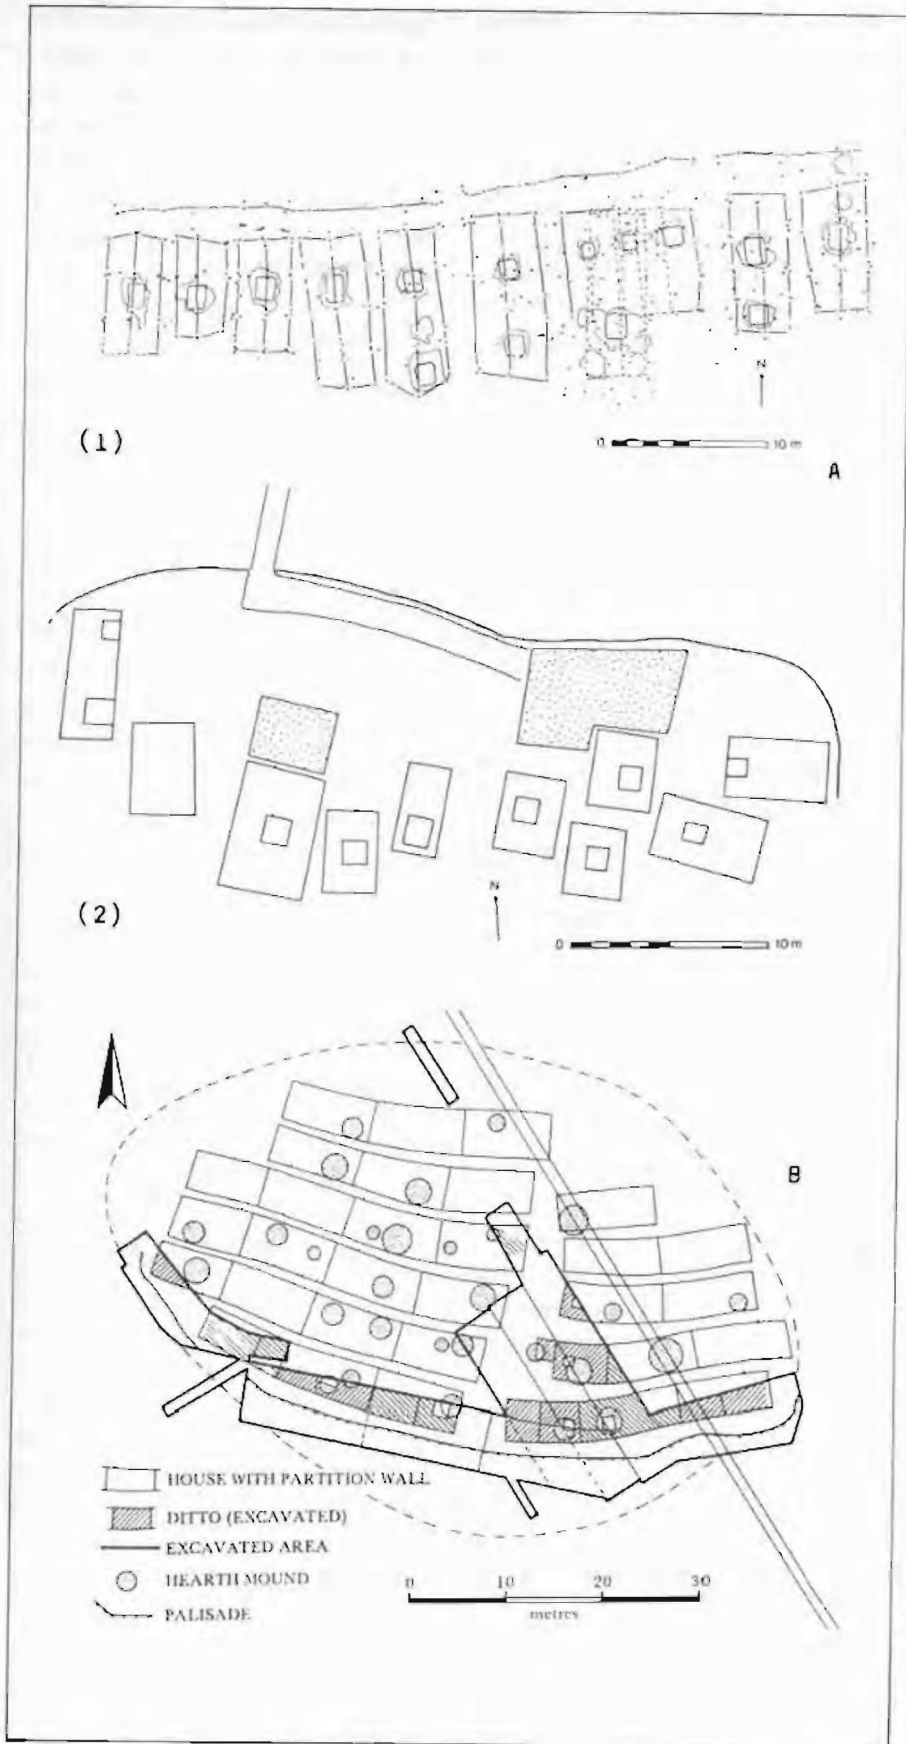 N
(1)
0 10 m
A
(2)
N
0 10 m
B
HOUSE WITH PARTITION WALL
DITTO (EXCAVATED)
EXCAVATED AREA
HEARTH MOUND
PALISADE
0 10 20 30
metres